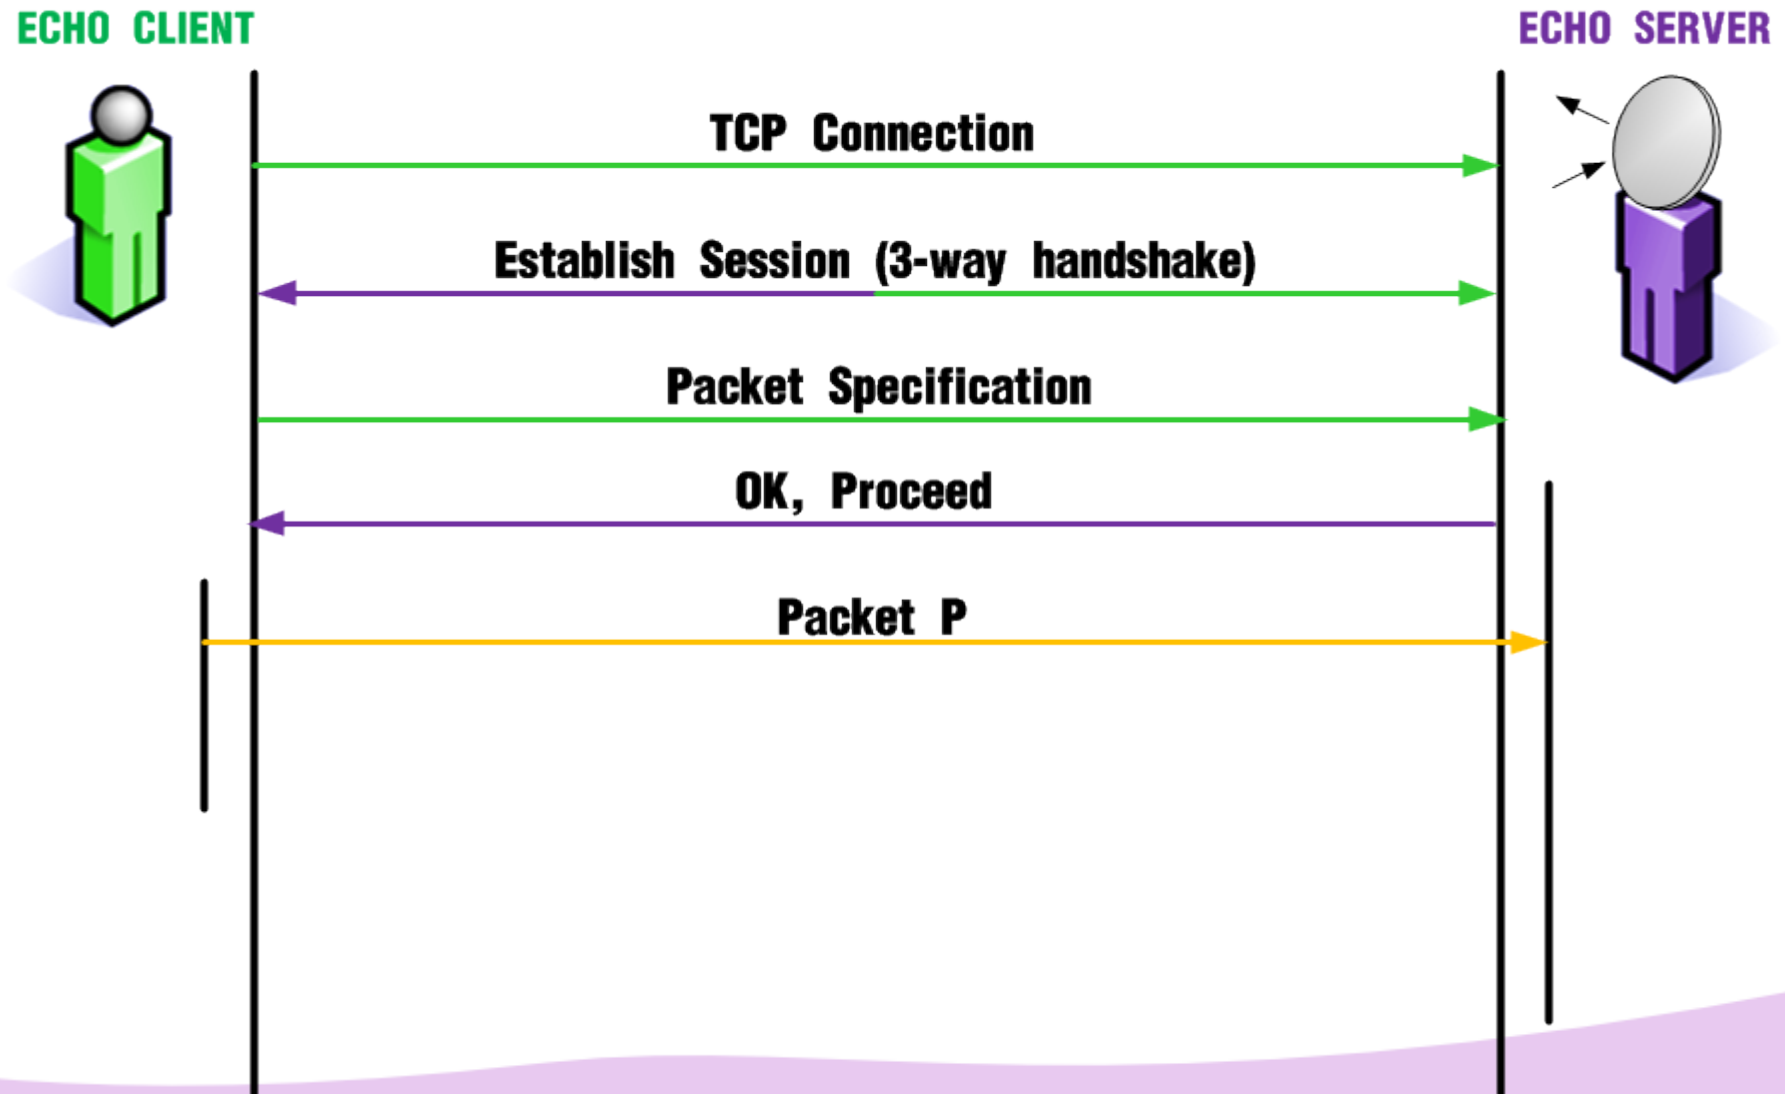 ECHO CLIENT
ECHO SERVER
TCP Connection
Establish Session (3-way handshake)
Packet Specification
OK, Proceed
Packet P